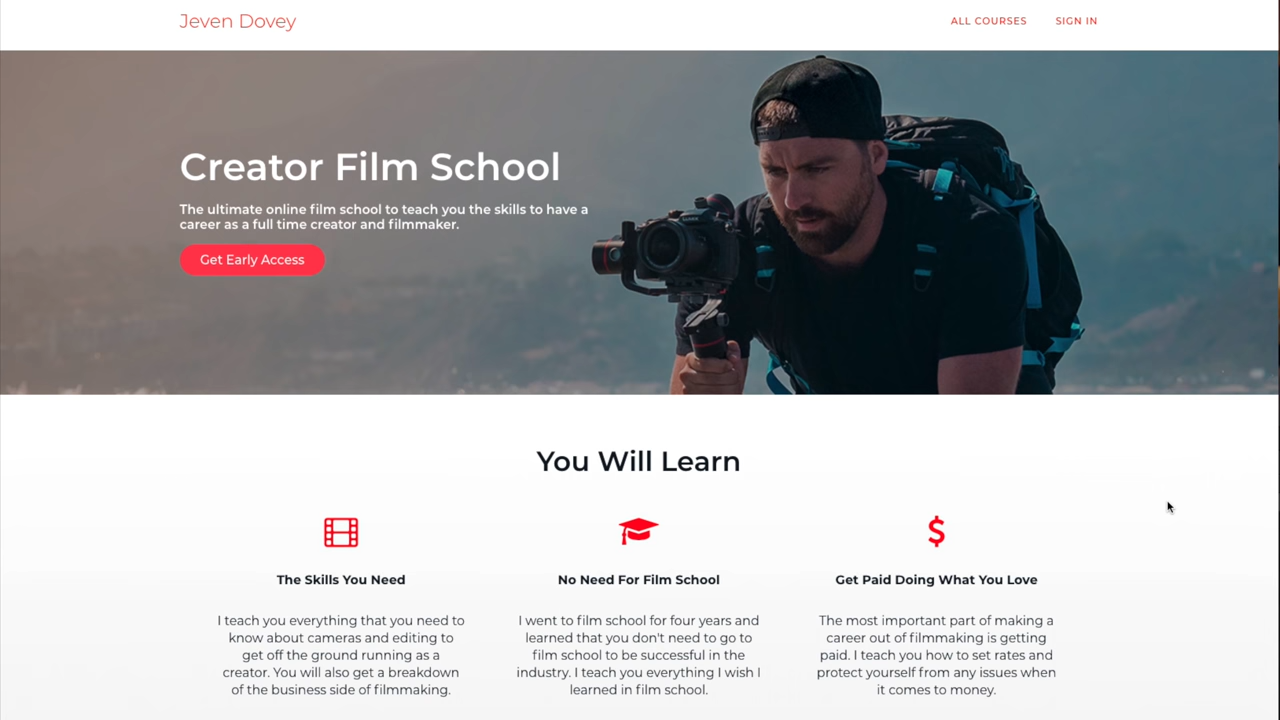 Jeven Dovey
ALL COURSES
SIGN IN
Creator Film School
The ultimate online film school to teach you the skills to have a
career as a full time creator and filmmaker.
Get Early Access
LUMIX
You Will Learn
The Skills You Need
I teach you everything that you need to
know about cameras and editing to
get off the ground running as a
creator. You will also get a breakdown
of the business side of filmmaking.
No Need For Film School
I went to film school for four years and
learned that you don't need to go to
film school to be successful in the
industry. I teach you everything I wish I
learned in film school.
Get Paid Doing What You Love
The most important part of making a
career out of filmmaking is getting
paid. I teach you how to set rates and
protect yourself from any issues when
it comes to money.